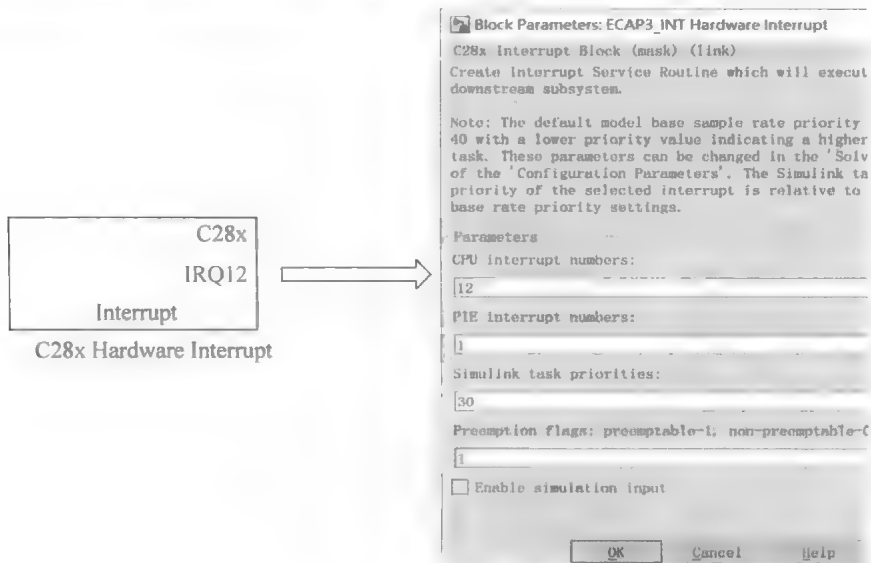 C28x
IRQ12
Interrupt
C28x Hardware Interrupt
Block Parameters: ECAP3_INT Hardware Interrupt
C28x Interrupt Block (mask) (link)
Create Interrupt Service Routine which will execut
downstream subsystem.
Note: The default model base sample rate priority
40 with a lower priority value indicating a higher
task. These parameters can be changed in the 'Solv
of the 'Configuration Parameters'. The Simulink ta
priority of the selected interrupt is relative to
base rate priority settings.
Parameters
CPU interrupt numbers:
12
PIE interrupt numbers:
1
Simulink task priorities:
30
Preemption flags: preemptable-1; non-preemptable-0
1
Enable simulation input
OK Cancel Help